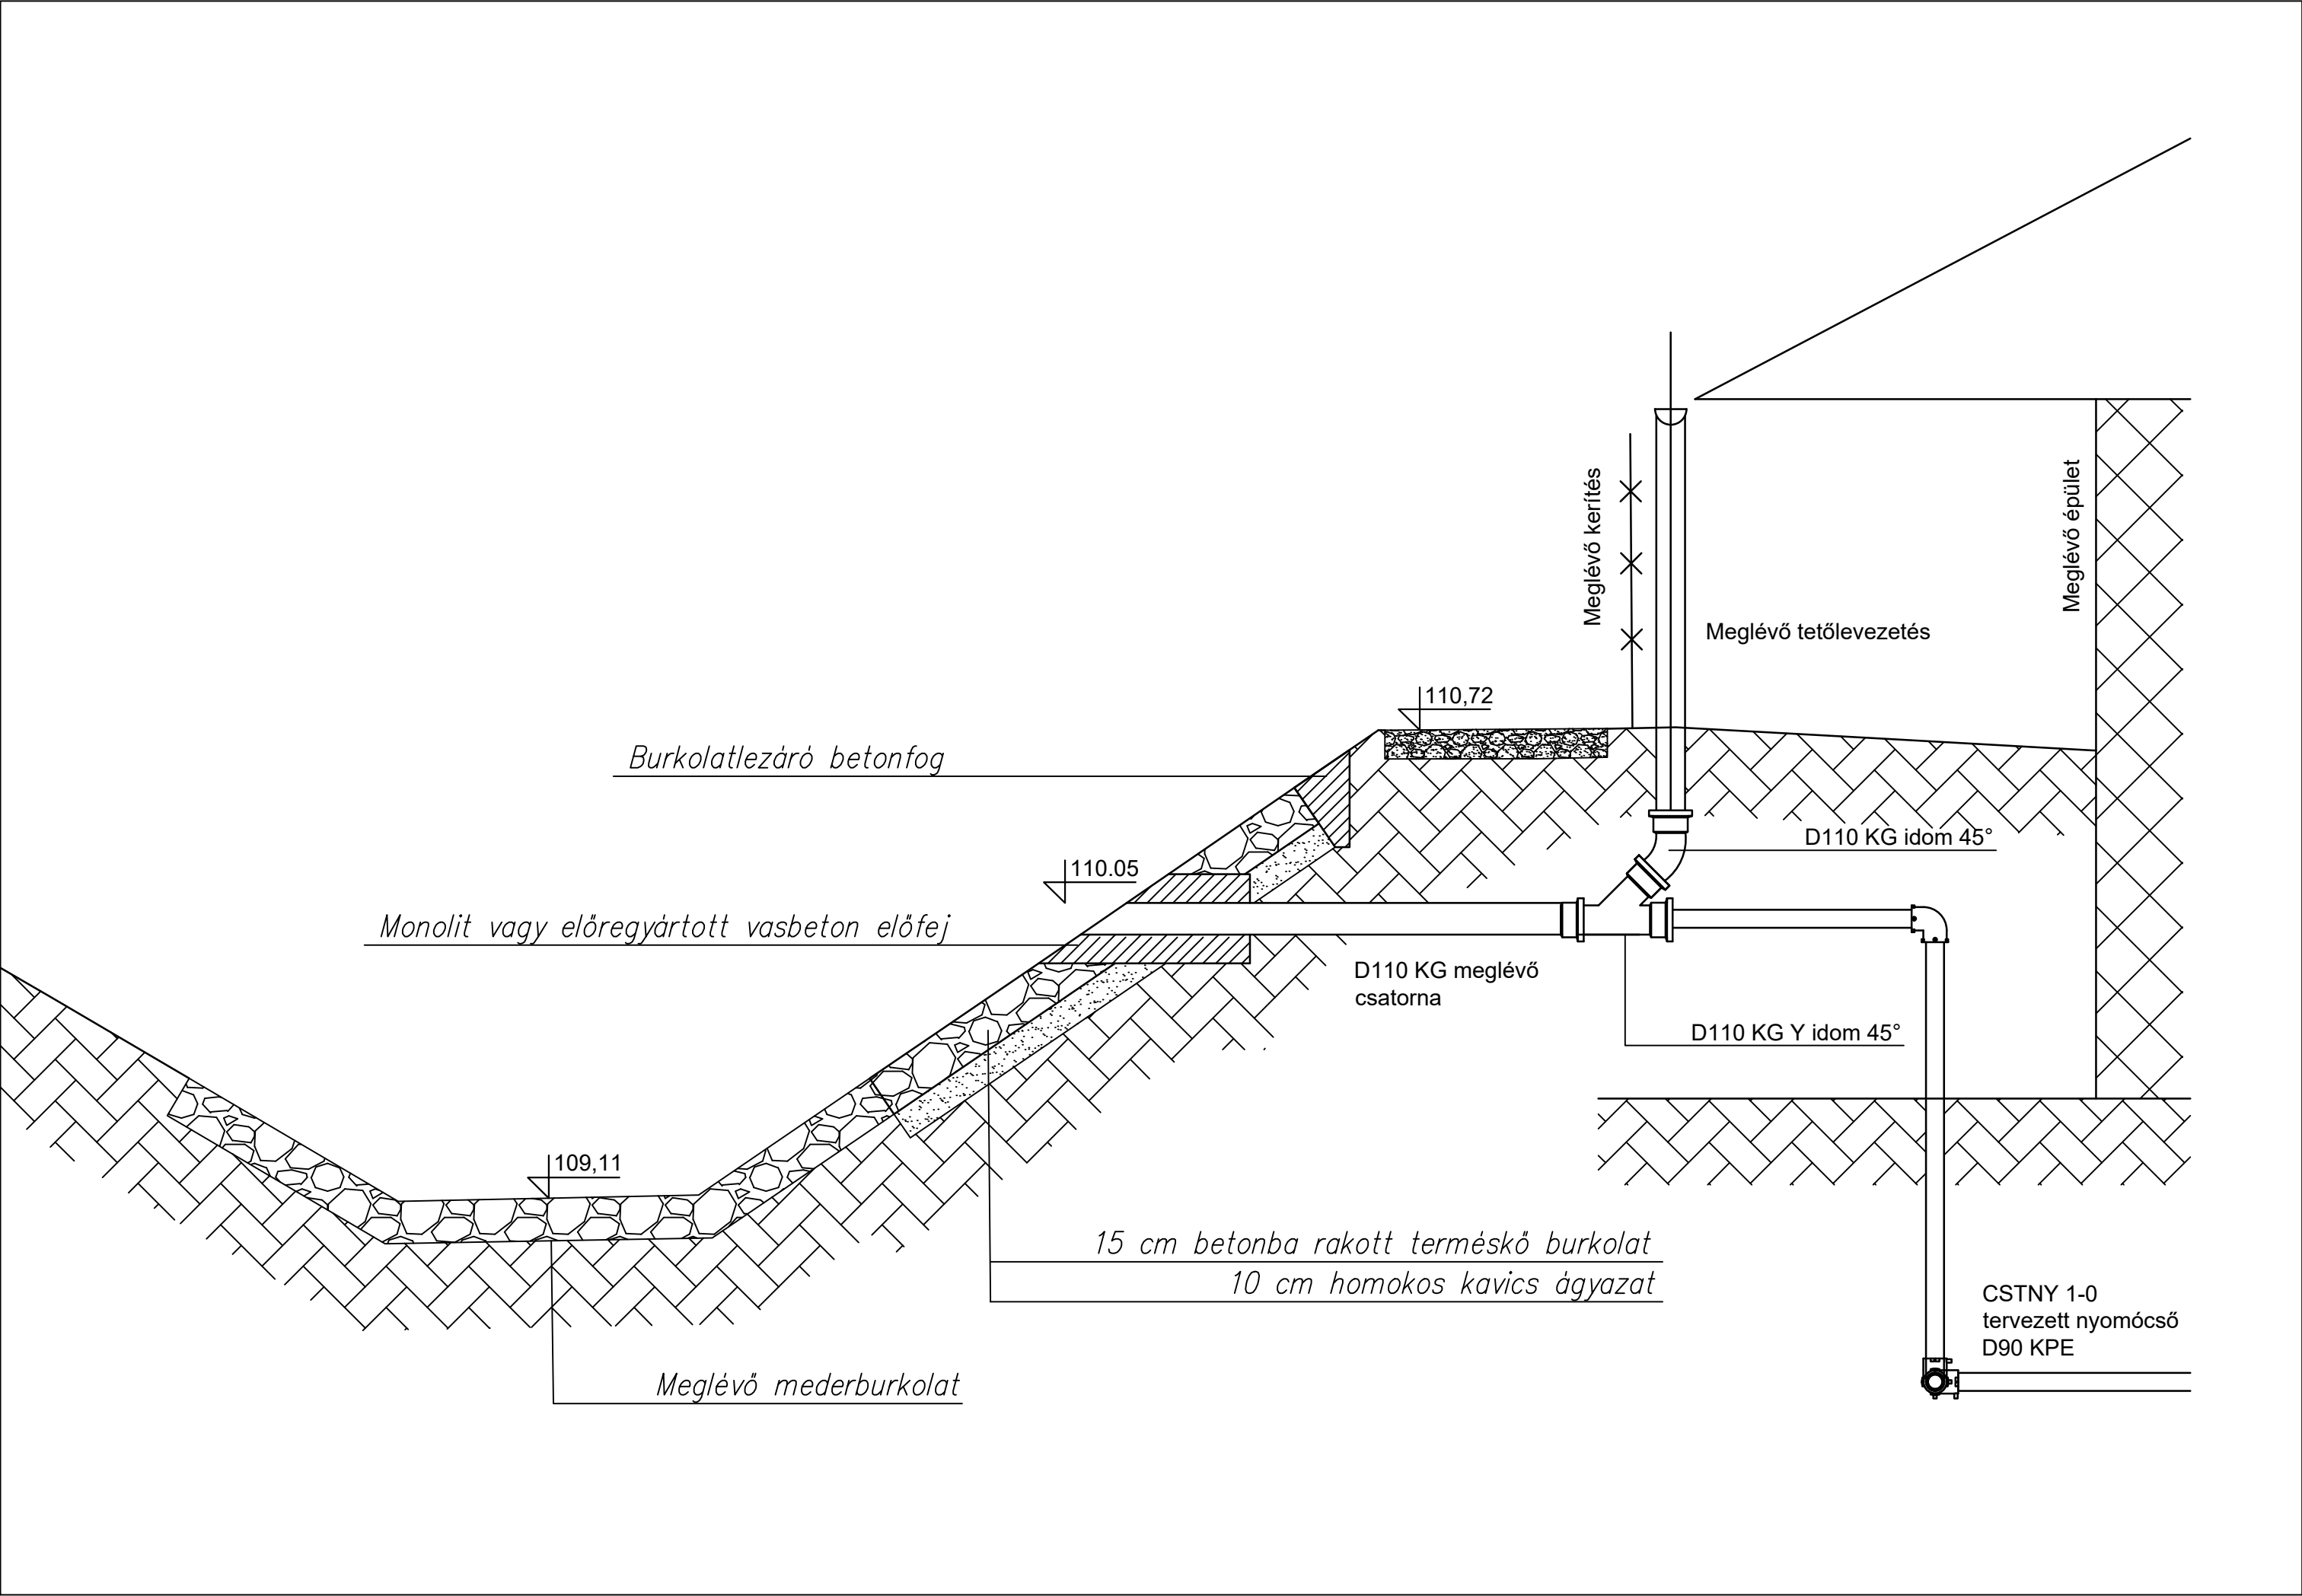 Meglévő kerítés
Meglévő épület
Meglévő tetőlevezetés
110,72
Burkolatlezáró betonfog
D110 KG idom 45°
110.05
Monolit vagy előregyártott vasbeton előfej
D110 KG meglévő
csatorna
D110 KG Y idom 45°
109,11
15 cm betonba rakott terméskő burkolat
10 cm homokos kavics ágyazat
CSTNY 1-0
tervezett nyomócső
D90 KPE
Meglévő mederburkolat